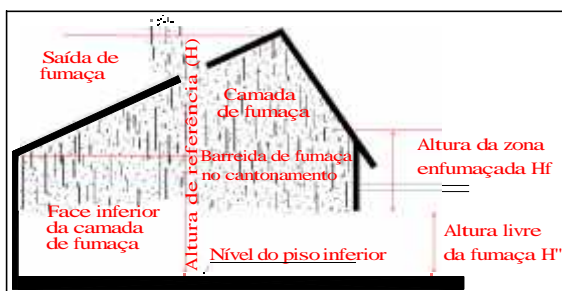 Saída de
fumaça
Altura de referência (H)
Camada
de fumaça
Barreida de fumaça
no cantonamento
Altura da zona
enfumaçada Hf
Face inferior
da camada
de fumaça
Nível do piso inferior
Altura livre
da fumaça H"